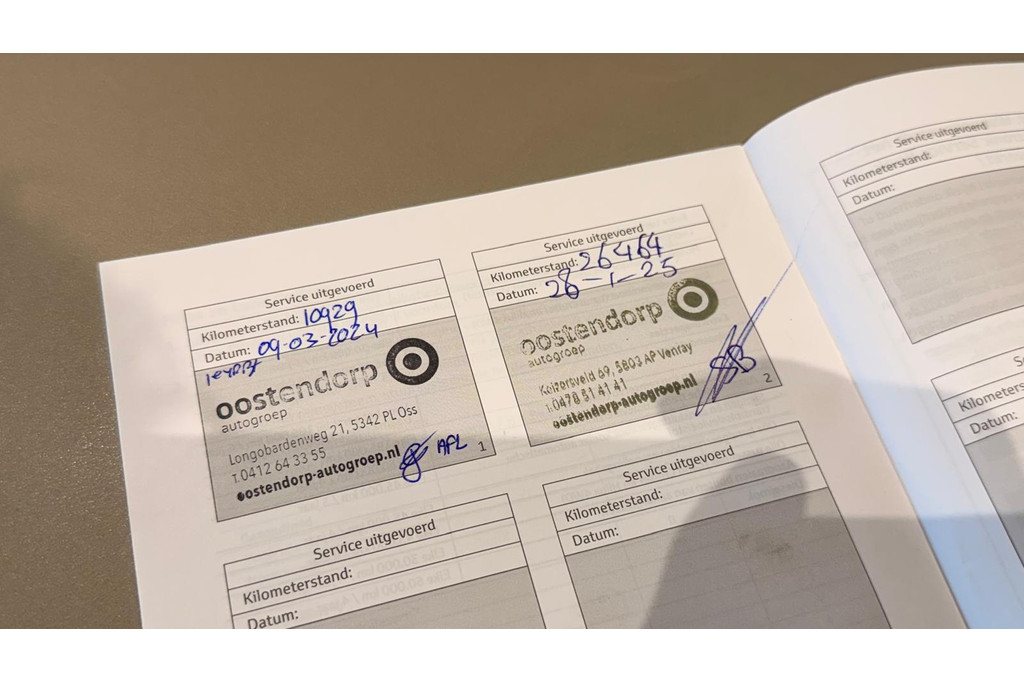 Service uitgevoerd
Kilometerstand: 10929
Datum: 09-03-2024
oostendorp
autogroep
Longobardenweg 21, 5342 PL Oss
T.0412 64 33 55
oostendorp-autogroep.nl
APL
1
Service uitgevoerd
Kilometerstand: 26464
Datum: 28-1-25
oostendorp
autogroep
Keizersveld 69, 5803 AP Venray
T.0478 51 41 41
oostendorp-autogroep.nl
2
Service uitgevoerd
Kilometerstand:
Datum:
Service uitgevoerd
Kilometerstand:
Datum:
Service uitgevoerd
Kilometerstand:
Datum:
Kilometerstand:
Datum: